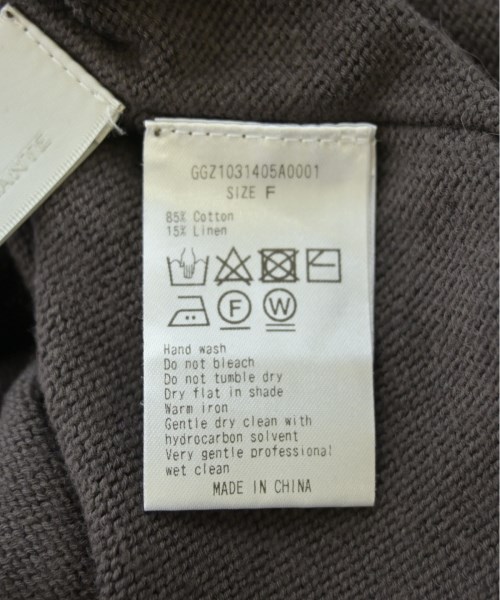 GGZ1031405A0001
SIZE F
85% Cotton
15% Linen
F W
Hand wash
Do not bleach
Do not tumble dry
Dry flat in shade
Warm iron
Gentle dry clean with
hydrocarbon solvent
Very gentle professional
wet clean
MADE IN CHINA